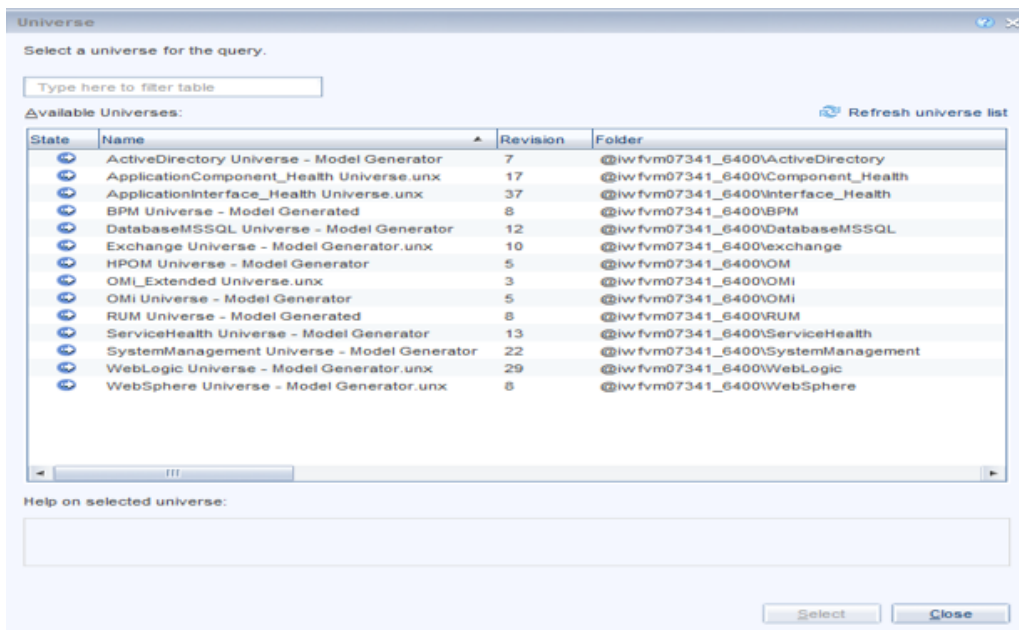 Universe
Select a universe for the query.
Type here to filter table
Available Universes: Refresh universe list
State Name Revision Folder
ActiveDirectory Universe - Model Generator 7 @iwfvm07341_6400\ActiveDirectory
ApplicationComponent_Health Universe.unx 17 @iwfvm07341_6400\Component_Health
ApplicationInterface_Health Universe.unx 37 @iwfvm07341_6400\Interface_Health
BPM Universe - Model Generated 8 @iwfvm07341_6400\BPM
DatabaseMSSQL Universe - Model Generator 12 @iwfvm07341_6400\DatabaseMSSQL
Exchange Universe - Model Generator.unx 10 @iwfvm07341_6400\exchange
HPOM Universe - Model Generator 5 @iwfvm07341_6400\OM
OMi_Extended Universe.unx 3 @iwfvm07341_6400\OMi
OMi Universe - Model Generator 5 @iwfvm07341_6400\OMi
RUM Universe - Model Generated 8 @iwfvm07341_6400\RUM
ServiceHealth Universe - Model Generator 13 @iwfvm07341_6400\ServiceHealth
SystemManagement Universe - Model Generator 22 @iwfvm07341_6400\SystemManagement
WebLogic Universe - Model Generator.unx 29 @iwfvm07341_6400\WebLogic
WebSphere Universe - Model Generator.unx 8 @iwfvm07341_6400\WebSphere
Help on selected universe:
Select Close